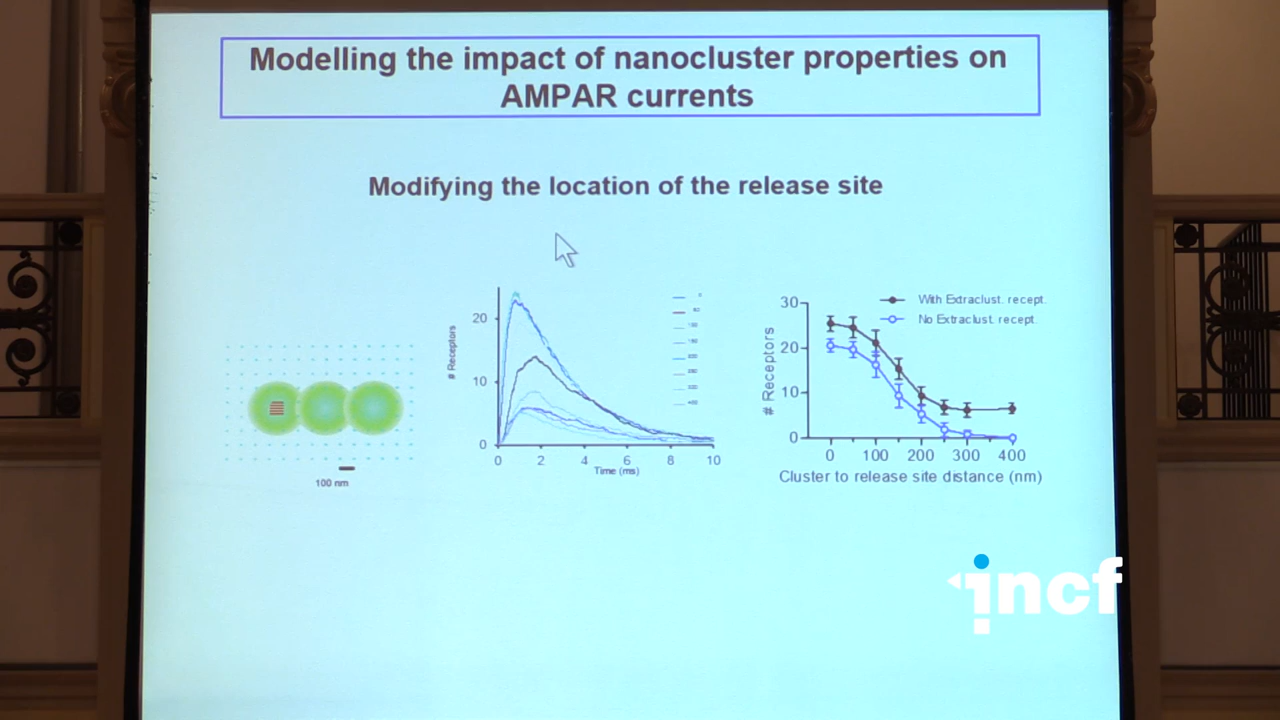 Modelling the impact of nanocluster properties on
AMPAR currents
Modifying the location of the release site
100 nm
# Receptors
20
10
0
0 2 4 6 8 10
Time (ms)
With Extraclust. recept.
No Extraclust. recept.
# Receptors
30
20
10
0
0 100 200 300 400
Cluster to release site distance (nm)
incf